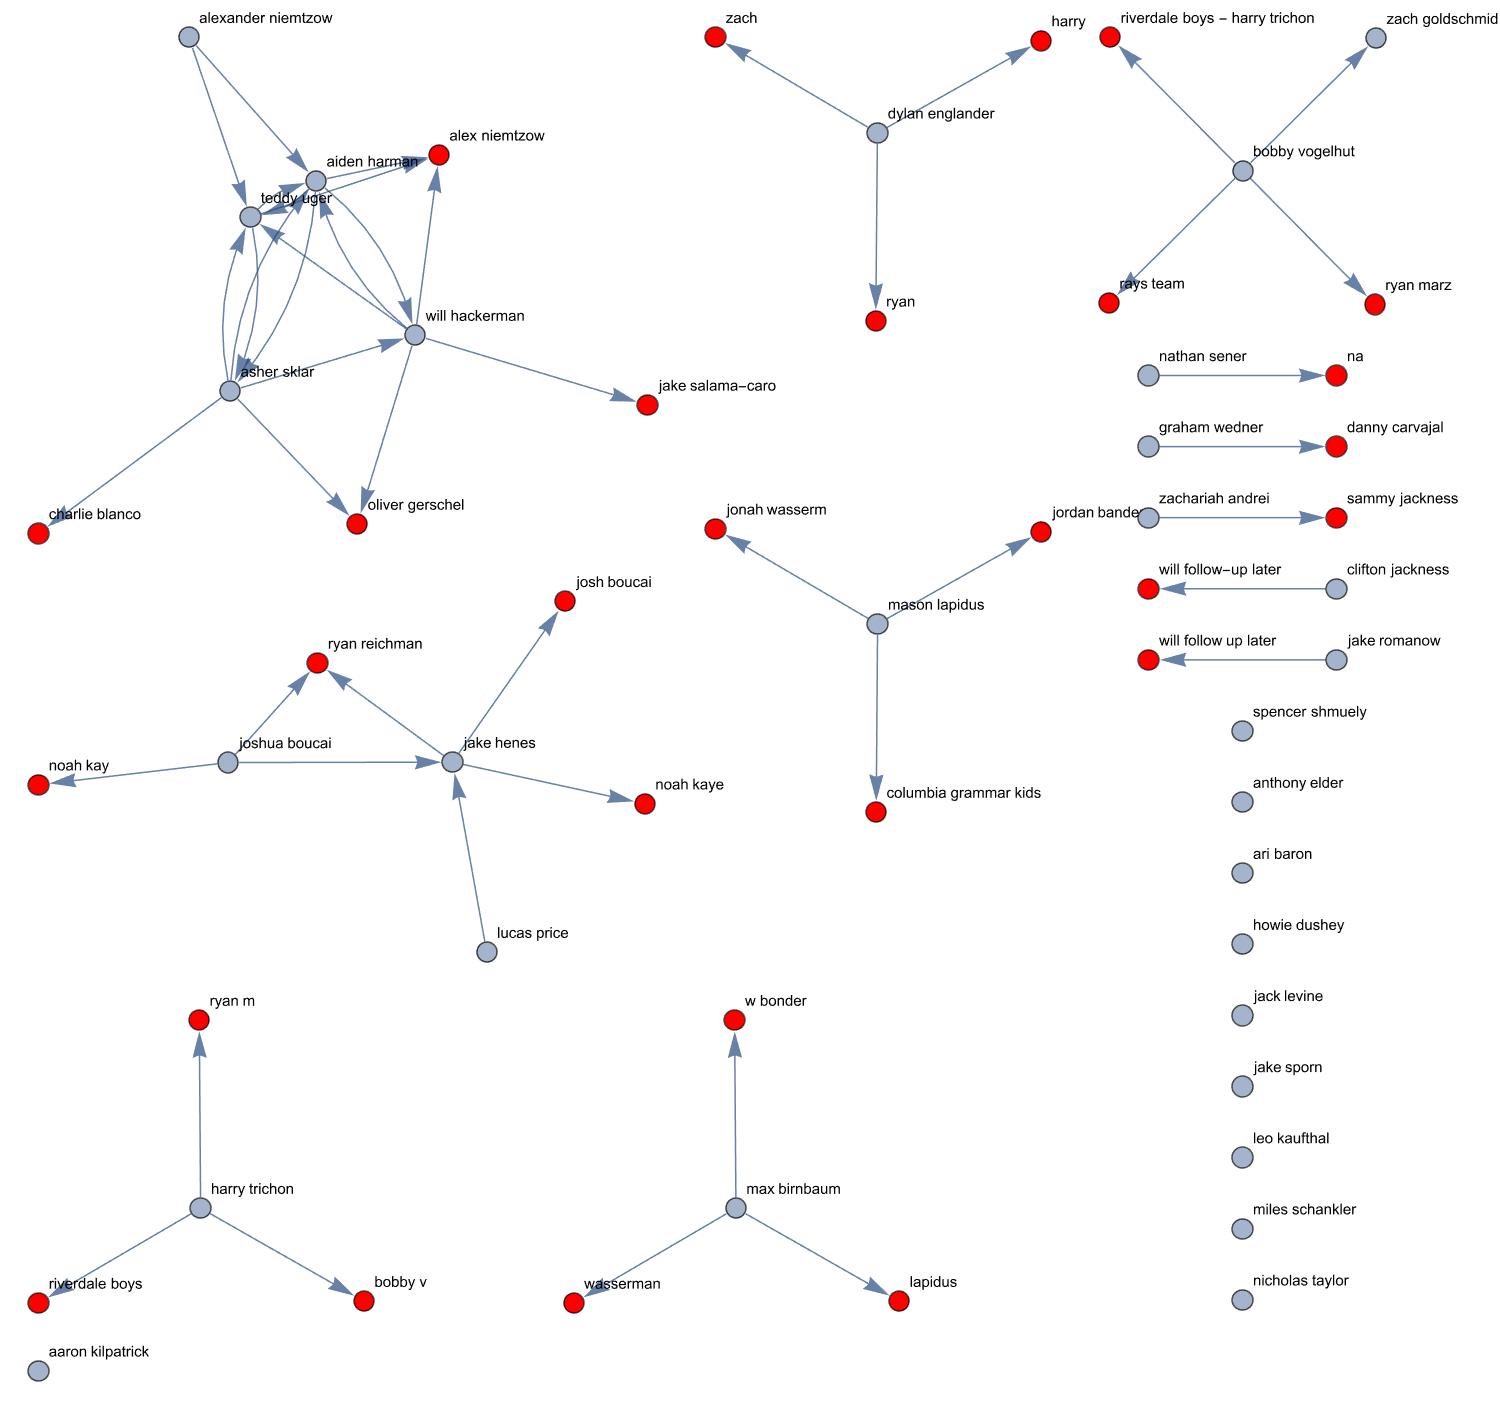 alexander niemtzow
zach
harry
riverdale boys – harry trichon
zach goldschmid
dylan englander
alex niemtzow
aiden harman
bobby vogelhut
teddy uger
rays team
ryan marz
ryan
will hackerman
nathan sener
na
asher sklar
jake salama–caro
graham wedner
danny carvajal
zachariah andrei
sammy jackness
oliver gerschel
charlie blanco
jonah wasserm
jordan bande
will follow–up later
clifton jackness
josh boucai
mason lapidus
ryan reichman
will follow up later
jake romanow
spencer shmuely
joshua boucai
jake henes
noah kay
noah kaye
anthony elder
columbia grammar kids
ari baron
lucas price
howie dushey
ryan m
w bonder
jack levine
jake sporn
leo kaufthal
harry trichon
max birnbaum
miles schankler
riverdale boys
bobby v
wasserman
lapidus
nicholas taylor
aaron kilpatrick